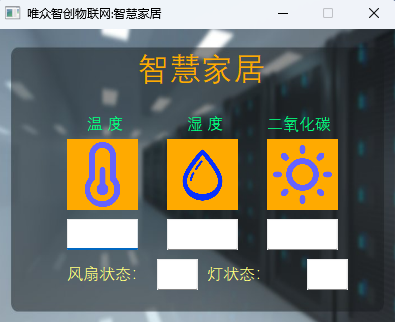 唯众智创物联网:智慧家居
智慧家居
温 度 湿 度 二氧化碳
风扇状态: 灯状态: